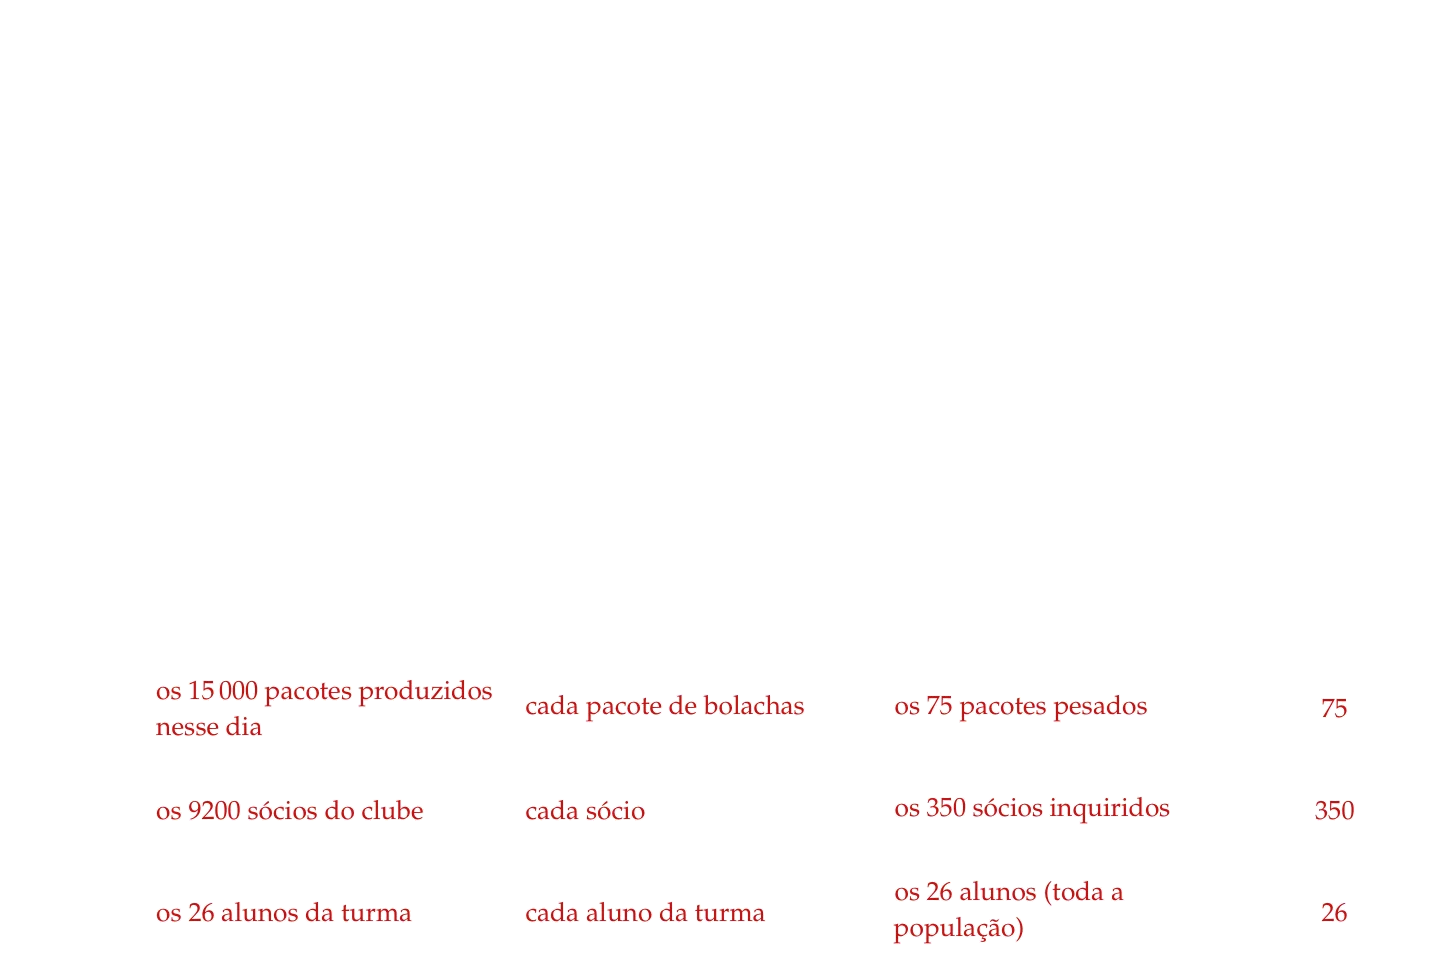 os 15 000 pacotes produzidos
nesse dia
cada pacote de bolachas
os 75 pacotes pesados
75
os 9200 sócios do clube
cada sócio
os 350 sócios inquiridos
350
os 26 alunos da turma
cada aluno da turma
os 26 alunos (toda a
população)
26